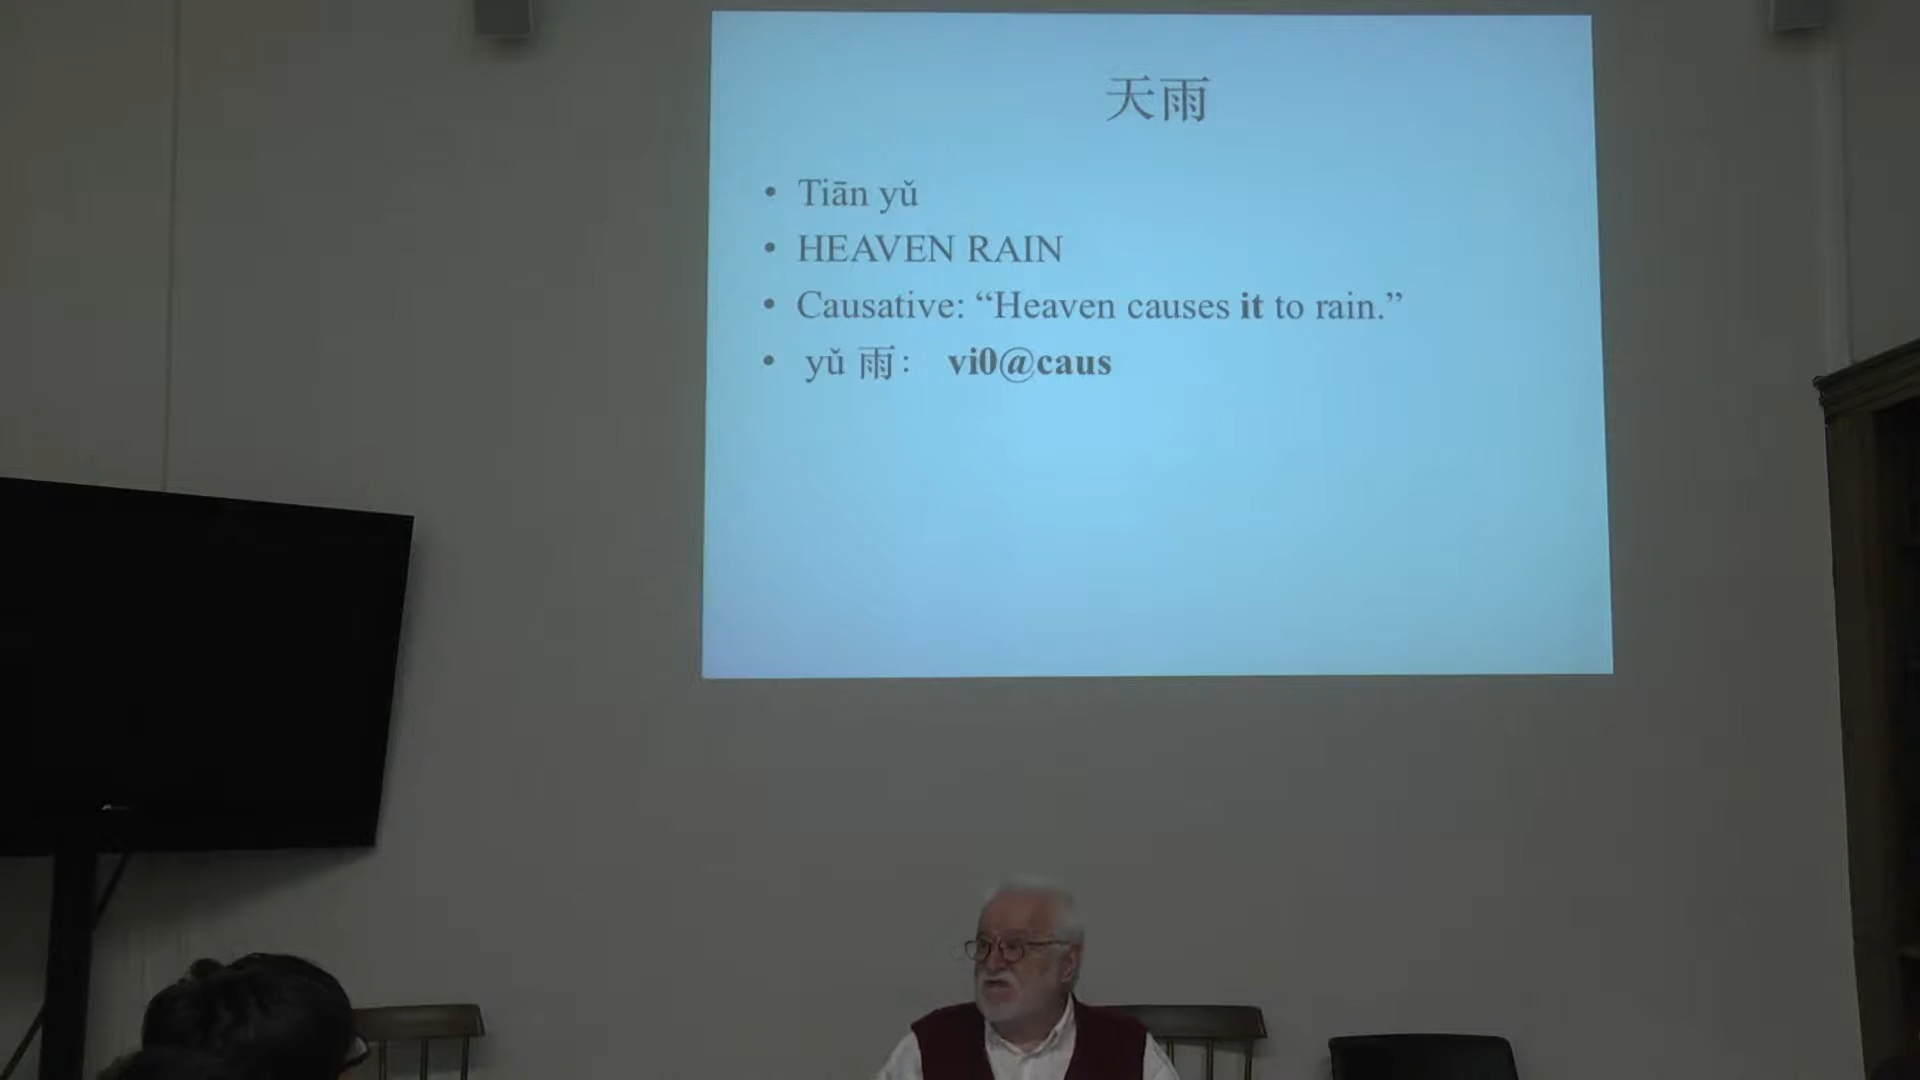 天雨
• Tiān yǔ
• HEAVEN RAIN
• Causative: “Heaven causes it to rain.”
• yǔ 雨： vi0@caus